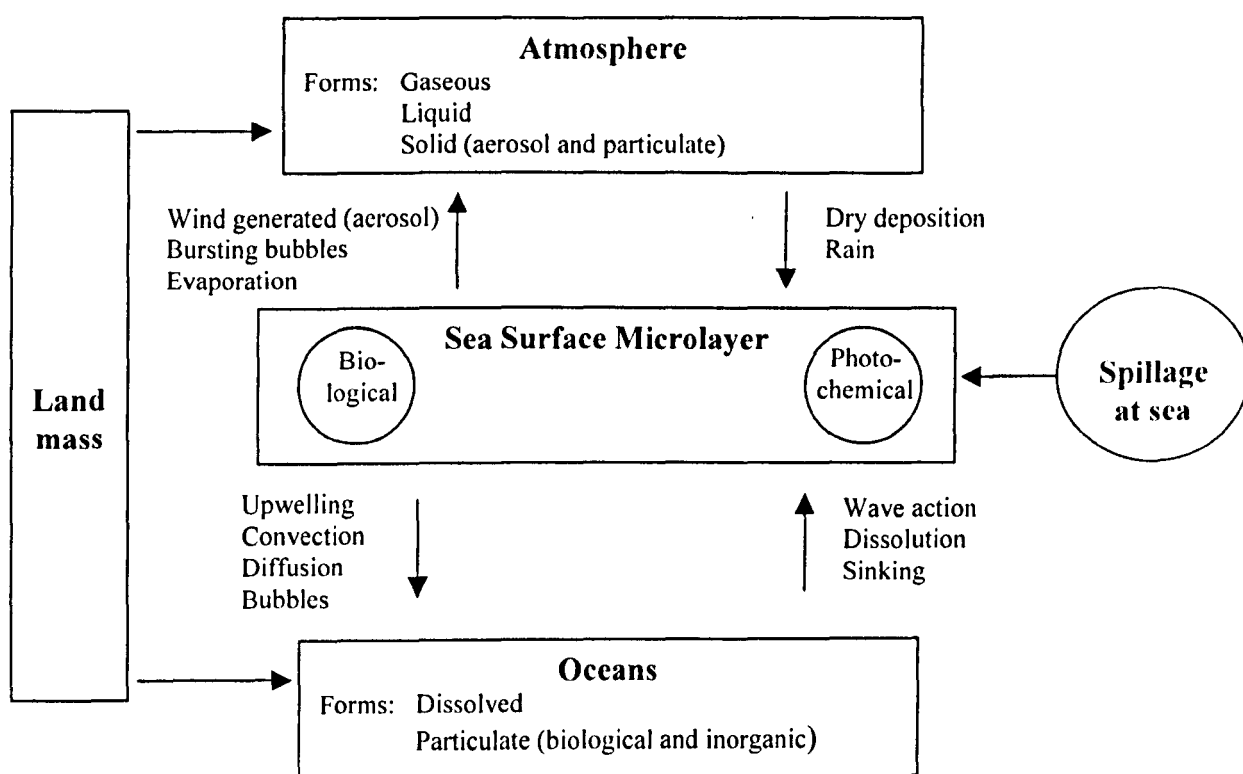 Atmosphere
Forms: Gaseous
Liquid
Solid (aerosol and particulate)
Wind generated (aerosol)
Bursting bubbles
Evaporation
Dry deposition
Rain
Land
mass
Sea Surface Microlayer
Bio-
logical
Photo-
chemical
Spillage
at sea
Upwelling
Convection
Diffusion
Bubbles
Wave action
Dissolution
Sinking
Oceans
Forms: Dissolved
Particulate (biological and inorganic)